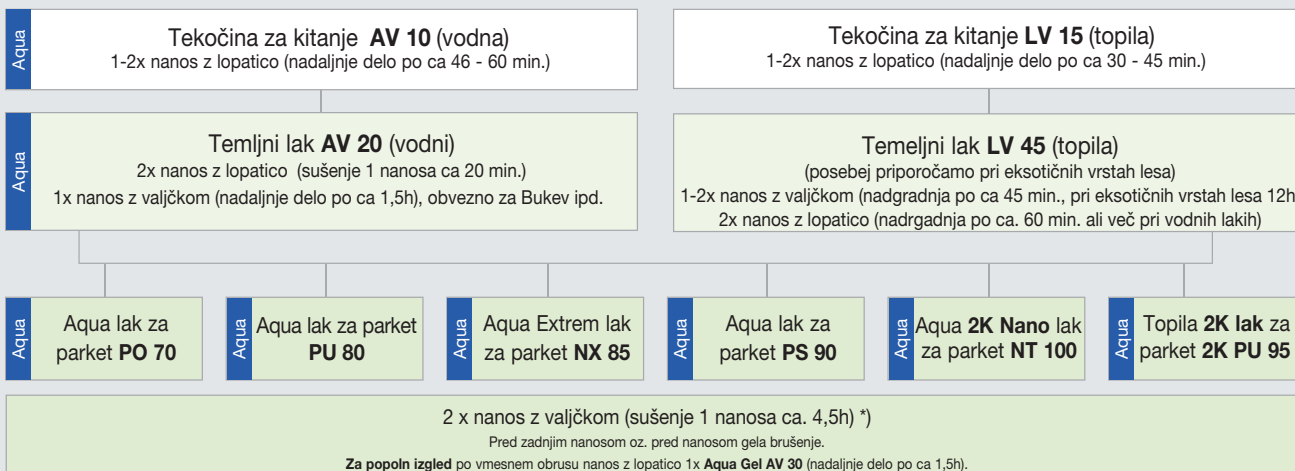 Aqua
Tekočina za kitanje AV 10 (vodna)
1-2x nanos z lopatico (nadaljnje delo po ca 46 - 60 min.)
Tekočina za kitanje LV 15 (topila)
1-2x nanos z lopatico (nadaljnje delo po ca 30 - 45 min.)
Aqua
Temljni lak AV 20 (vodni)
2x nanos z lopatico (sušenje 1 nanosa ca 20 min.)
1x nanos z valjčkom (nadaljnje delo po ca 1,5h), obvezno za Bukev ipd.
Temeljni lak LV 45 (topila)
(posebej priporočamo pri eksotičnih vrstah lesa)
1-2x nanos z valjčkom (nadgradnja po ca 45 min., pri eksotičnih vrstah lesa 12h
2x nanos z lopatico (nadrgadnja po ca. 60 min. ali več pri vodnih lakih)
Aqua
Aqua lak za
parket PO 70
Aqua
Aqua lak za parket
PU 80
Aqua
Aqua Extrem lak
za parket NX 85
Aqua
Aqua lak za
parket PS 90
Aqua
Aqua 2K Nano lak
za parket NT 100
Aqua
Topila 2K lak za
parket 2K PU 95
2 x nanos z valjčkom (sušenje 1 nanosa ca. 4,5h) *)
Pred zadnjim nanosom oz. pred nanosom gela brušenje.
Za popoln izgled po vmesnem obrusu nanos z lopatico 1x Aqua Gel AV 30 (nadaljnje delo po ca 1,5h).